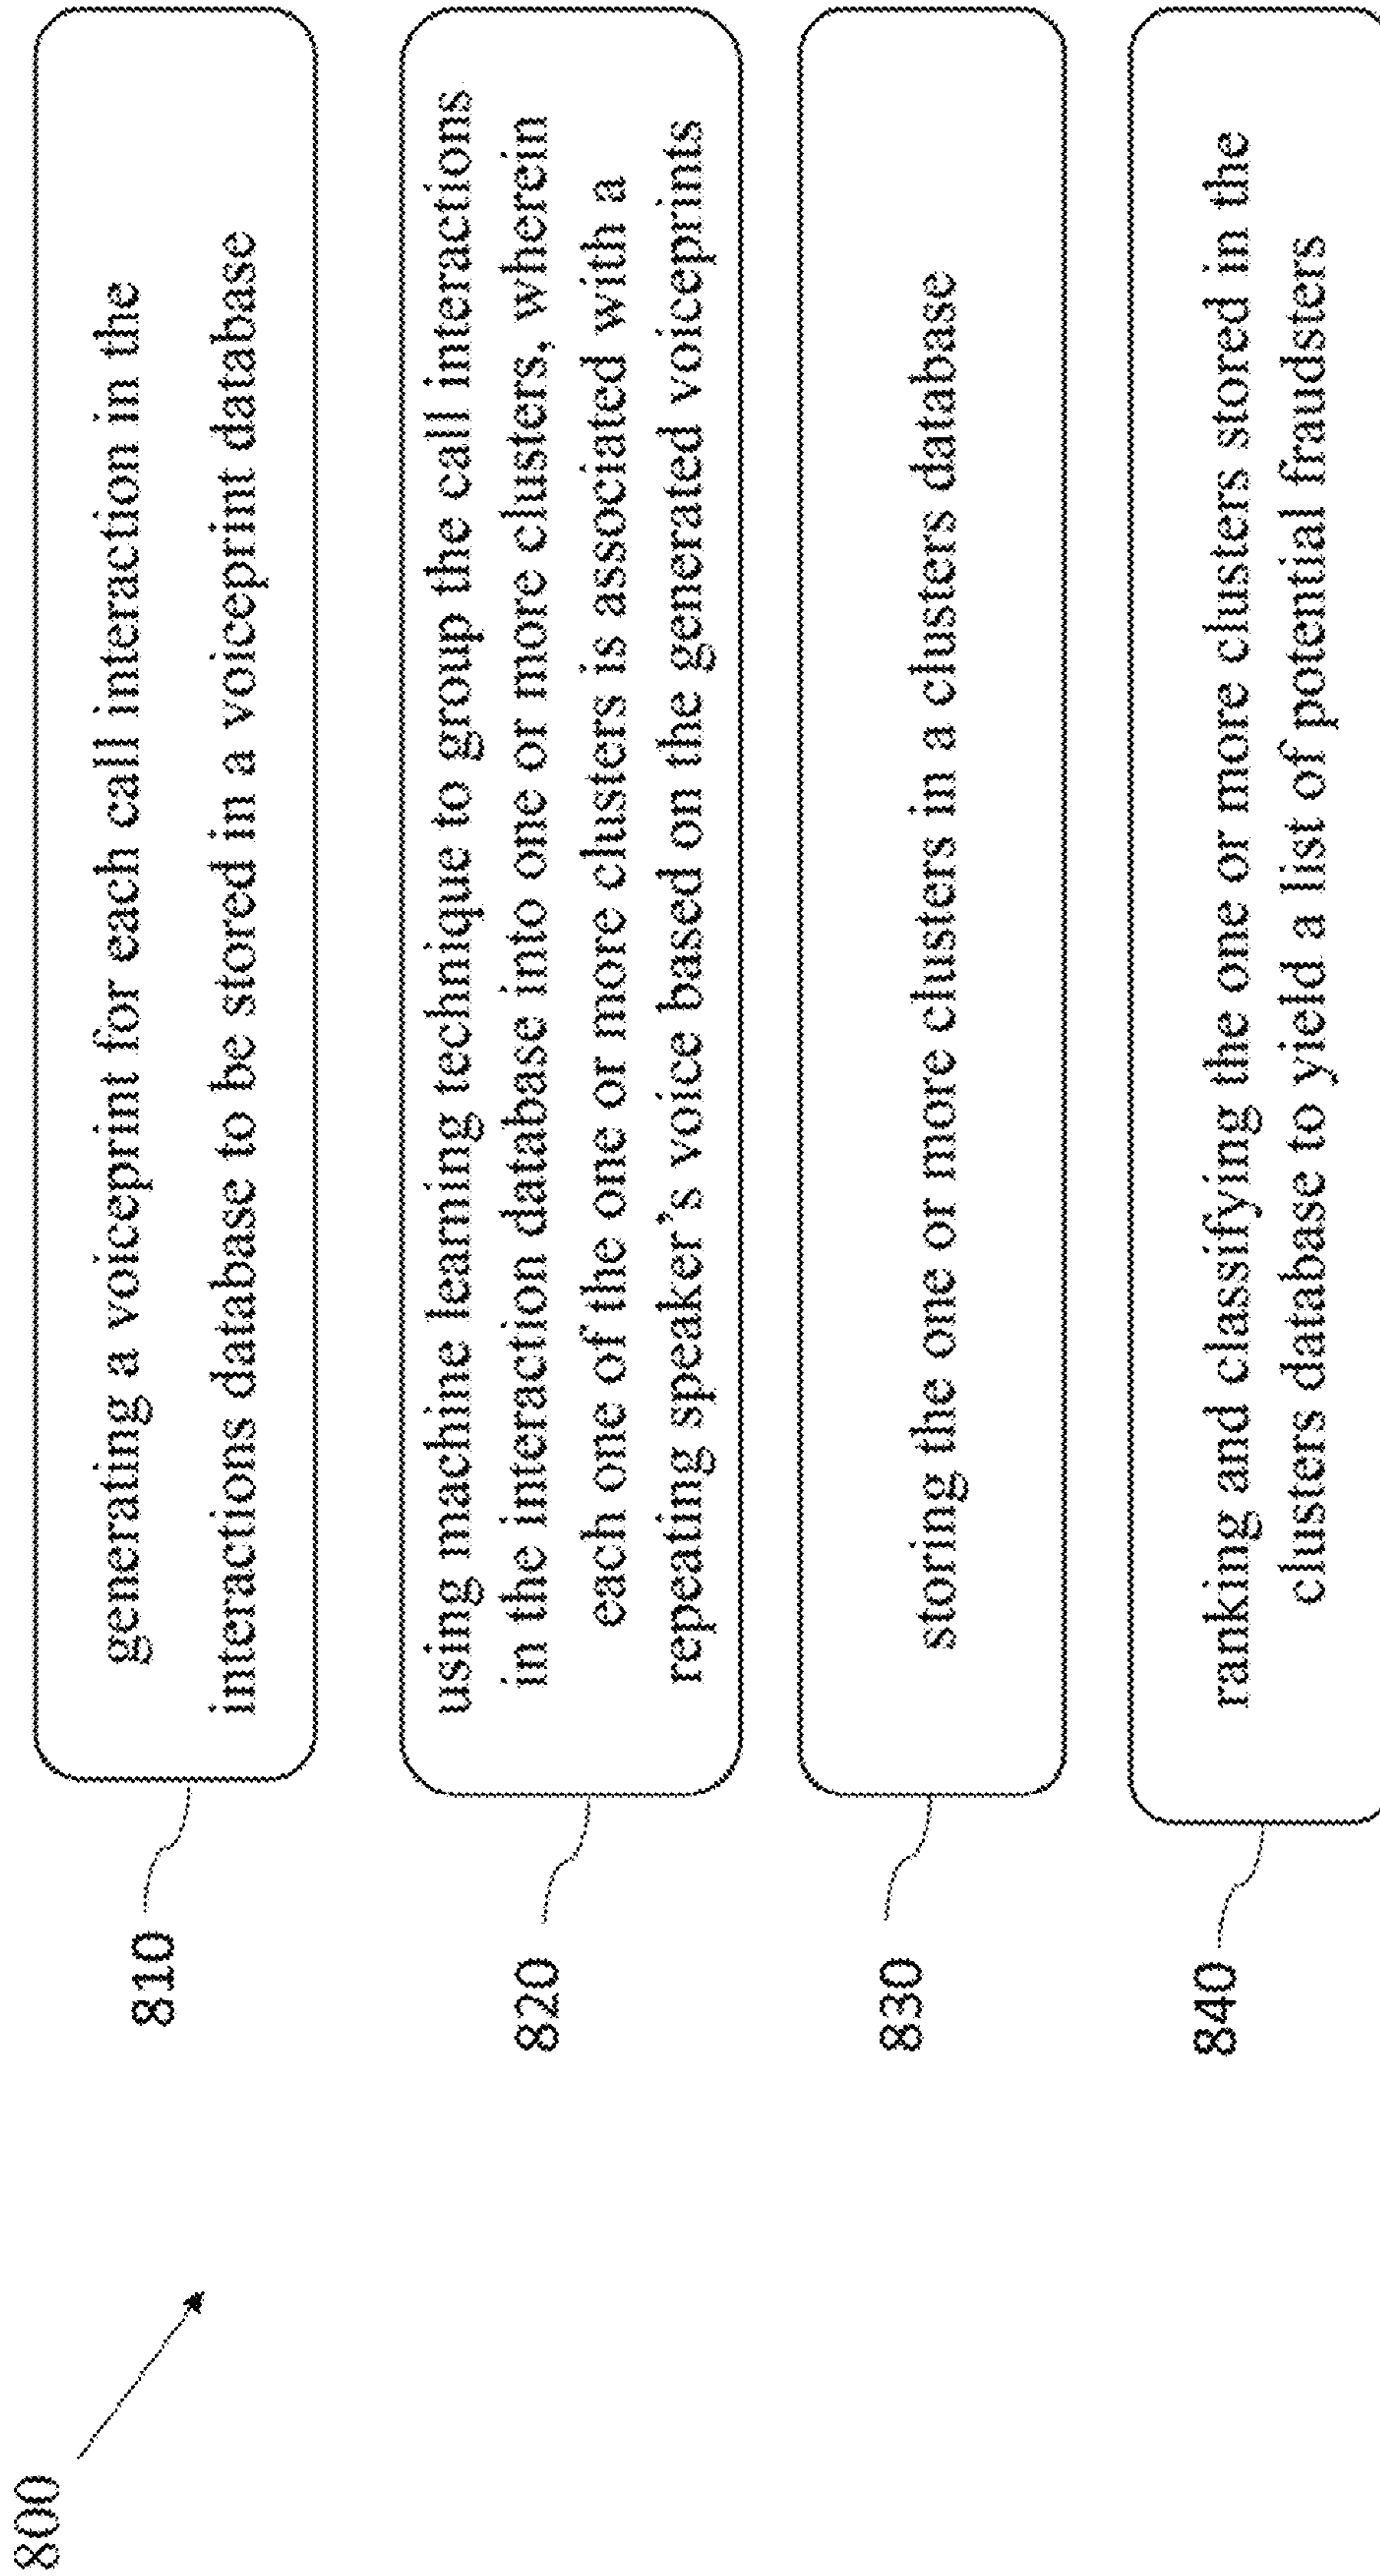 800
810
generating a voiceprint for each call interaction in the
interactions database to be stored in a voiceprint database
820
using machine learning technique to group the call interactions
in the interaction database into one or more clusters, wherein
each one of the one or more clusters is associated with a
repeating speaker's voice based on the generated voiceprints
830
storing the one or more clusters in a clusters database
840
ranking and classifying the one or more clusters stored in the
clusters database to yield a list of potential fraudsters